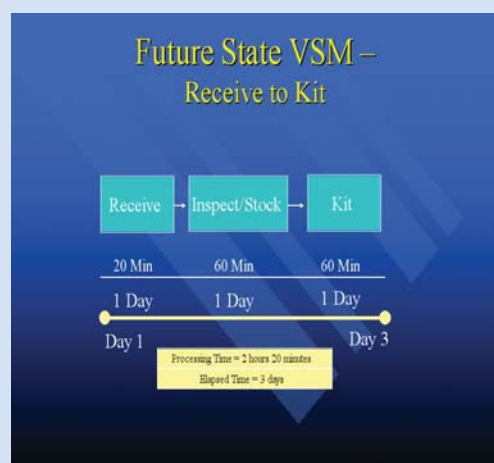 Future State VSM –
Receive to Kit
Receive Inspect/Stock Kit
20 Min 60 Min 60 Min
1 Day 1 Day 1 Day
Day 1 Day 3
Processing Time = 2 hours 20 minutes
Elapsed Time = 3 days